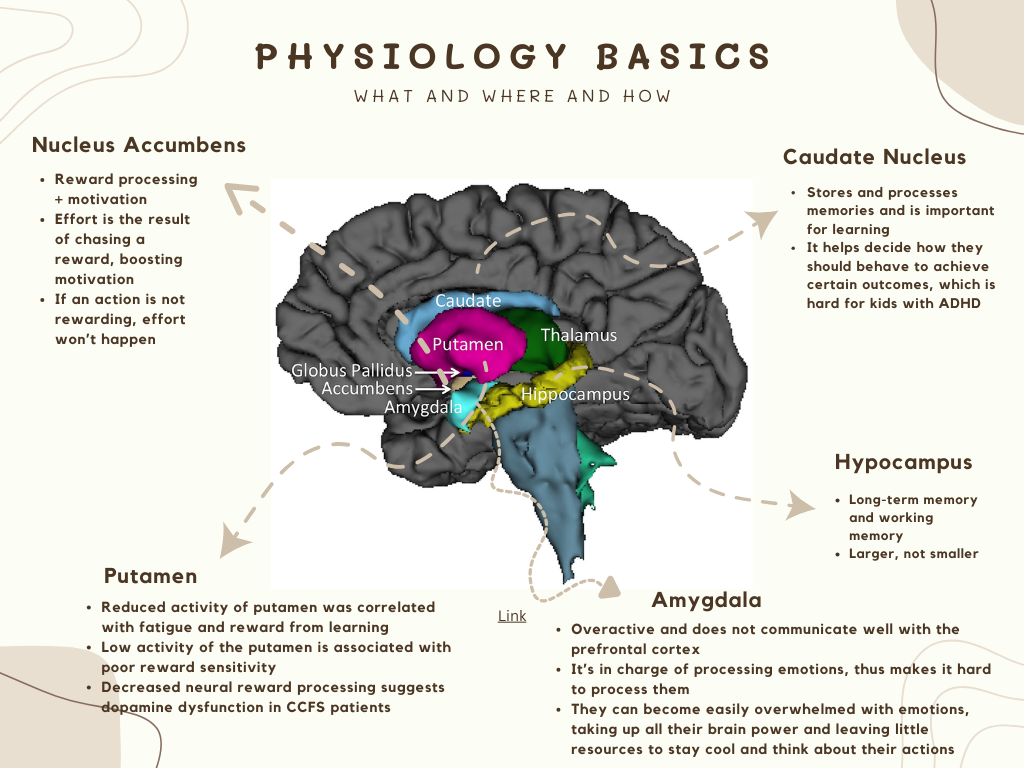 PHYSIOLOGY BASICS
WHAT AND WHERE AND HOW
Nucleus Accumbens
• Reward processing
+ motivation
• Effort is the result
of chasing a
reward, boosting
motivation
• If an action is not
rewarding, effort
won't happen
Caudate Nucleus
• Stores and processes
memories and is important
for learning
• It helps decide how they
should behave to achieve
certain outcomes, which is
hard for kids with ADHD
Caudate
Putamen
Thalamus
Globus Pallidus
Accumbens
Amygdala
Hippocampus
Hypocampus
• Long-term memory
and working
memory
• Larger, not smaller
Putamen
• Reduced activity of putamen was correlated
with fatigue and reward from learning
• Low activity of the putamen is associated with
poor reward sensitivity
• Decreased neural reward processing suggests
dopamine dysfunction in CCFS patients
Link
Amygdala
• Overactive and does not communicate well with the
prefrontal cortex
• It's in charge of processing emotions, thus makes it hard
to process them
• They can become easily overwhelmed with emotions,
taking up all their brain power and leaving little
resources to stay cool and think about their actions